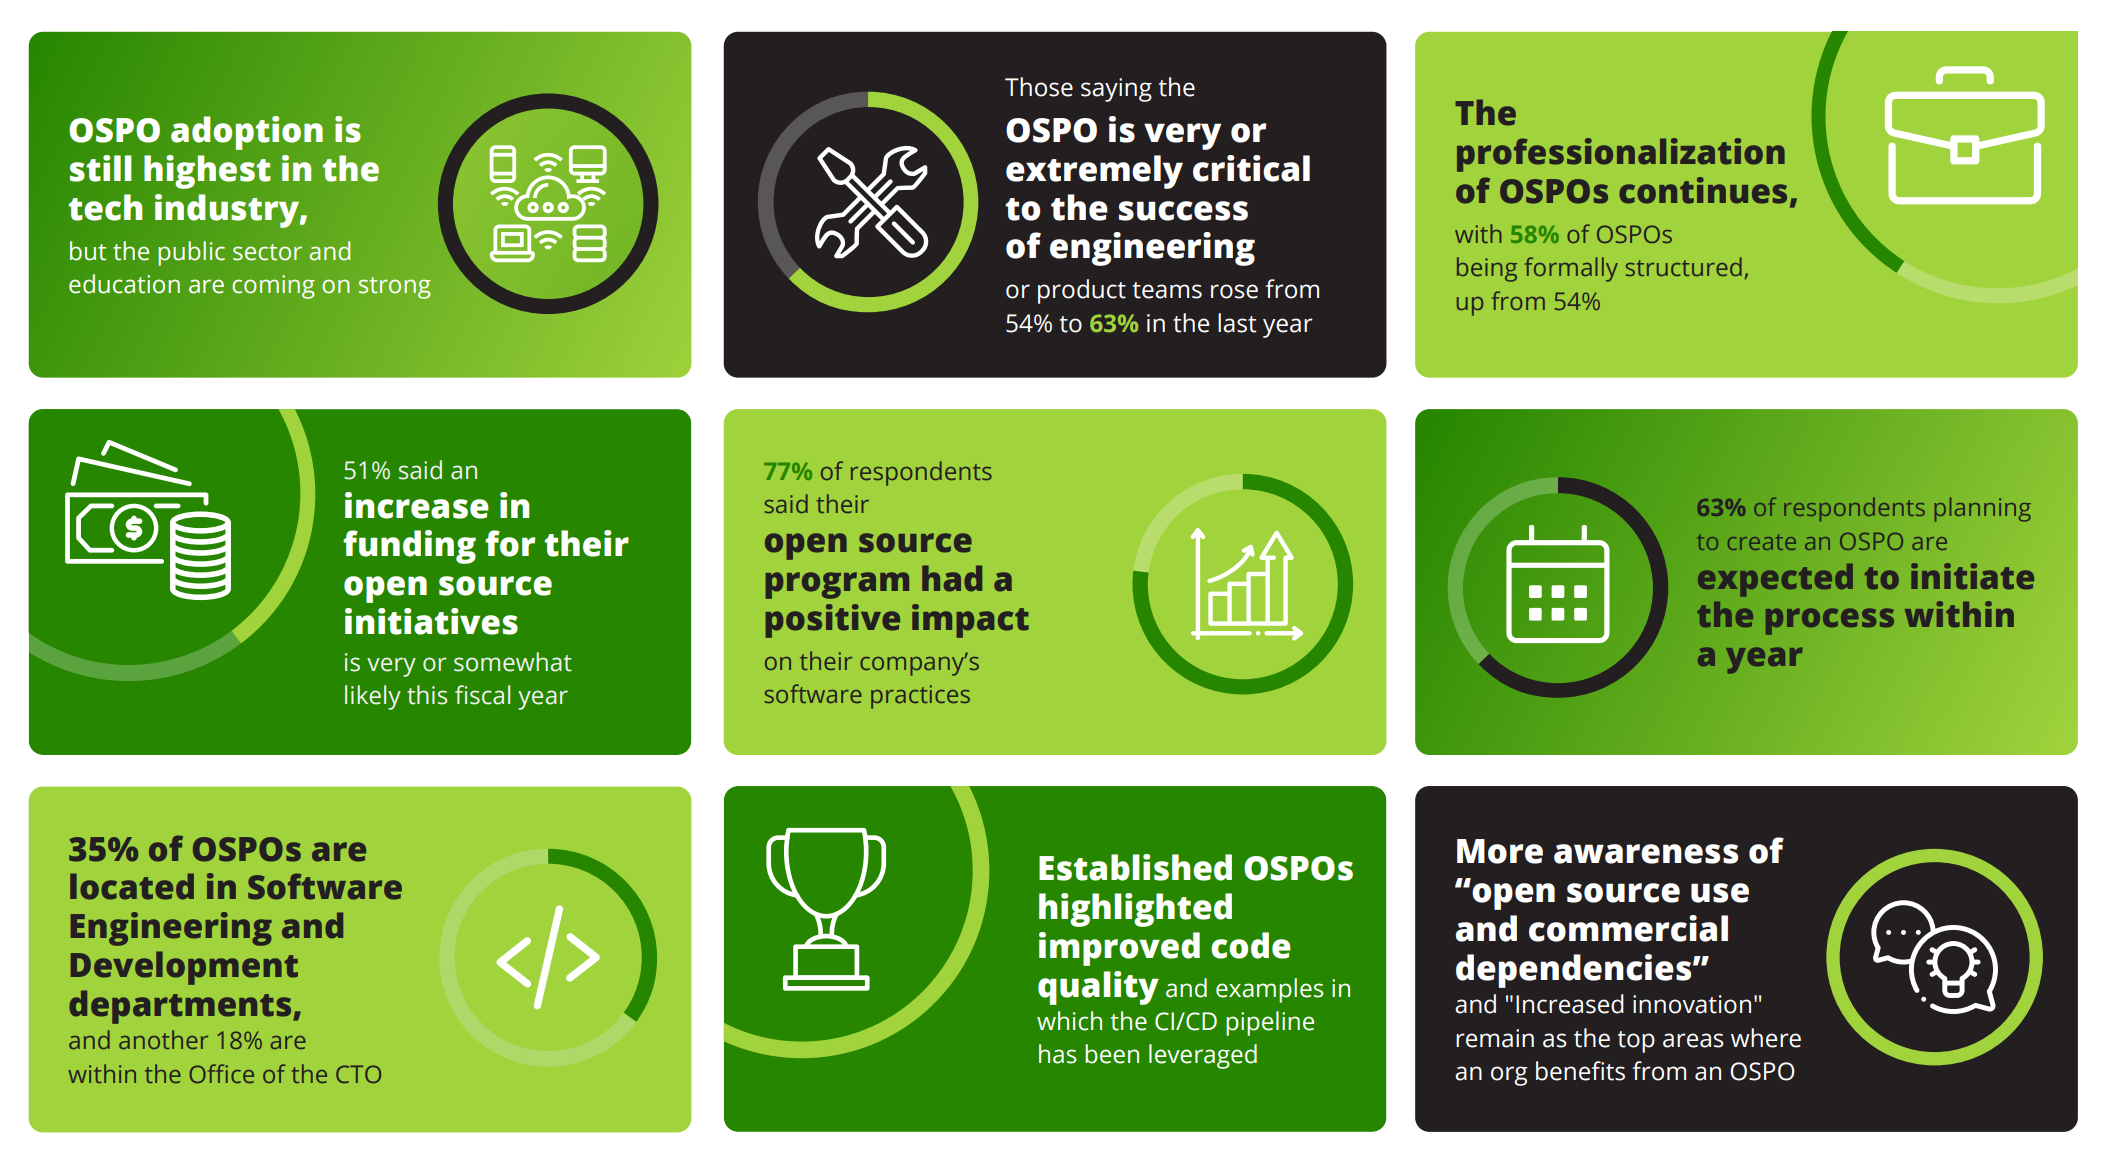 OSPO adoption is
still highest in the
tech industry,
but the public sector and
education are coming on strong
Those saying the
OSPO is very or
extremely critical
to the success
of engineering
or product teams rose from
54% to 63% in the last year
The
professionalization
of OSPOs continues,
with 58% of OSPOs
being formally structured,
up from 54%
$
51% said an
increase in
funding for their
open source
initiatives
is very or somewhat
likely this fiscal year
77% of respondents
said their
open source
program had a
positive impact
on their company’s
software practices
63% of respondents planning
to create an OSPO are
expected to initiate
the process within
a year
35% of OSPOs are
located in Software
Engineering and
Development
departments,
and another 18% are
within the Office of the CTO
</>
Established OSPOs
highlighted
improved code
quality and examples in
which the CI/CD pipeline
has been leveraged
More awareness of
“open source use
and commercial
dependencies”
and "Increased innovation"
remain as the top areas where
an org benefits from an OSPO